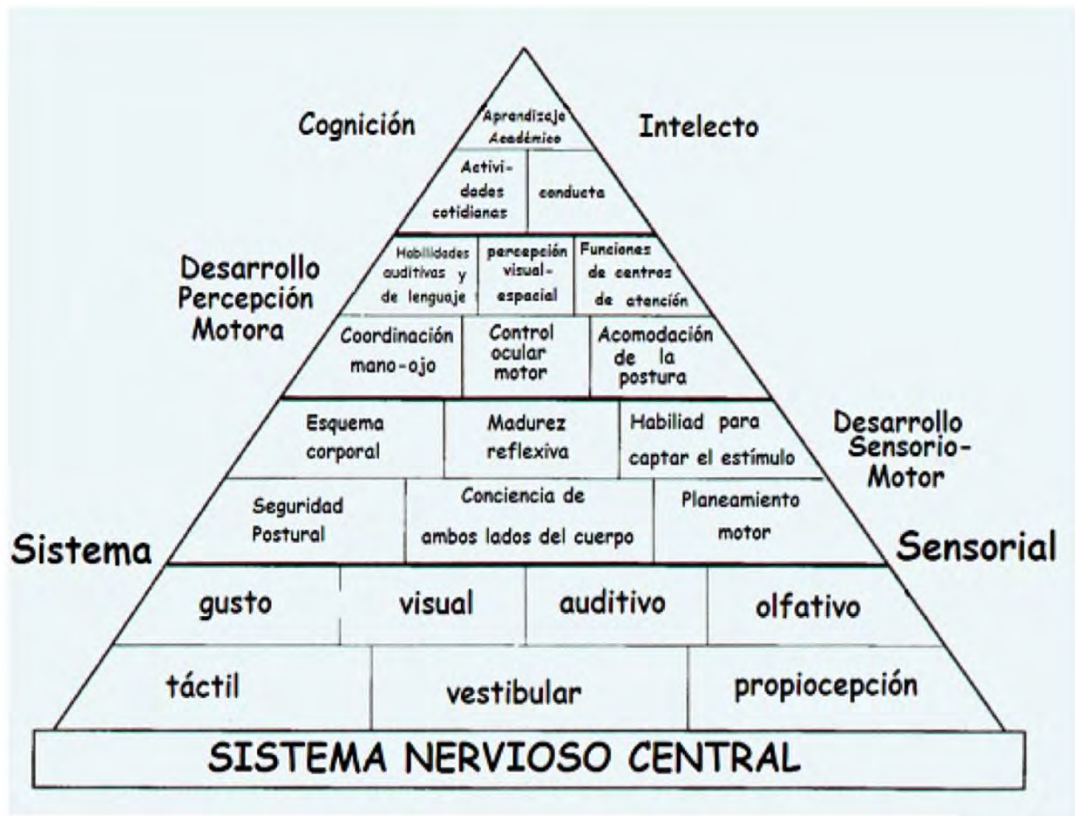 Cognición
Intelecto
Aprendizaje
Académico
Activi-
dades
cotidianas
conducta
Desarrollo
Percepción
Motora
Habilidades
auditivas y
de lenguaje
percepción
visual-
espacial
Funciones
de centros
de atención
Coordinación
mano-ojo
Control
ocular
motor
Acomodación
de la
postura
Esquema
corporal
Madurez
reflexiva
Habiliad para
captar el estímulo
Desarrollo
Sensorio-
Motor
Seguridad
Postural
Conciencia de
ambos lados del cuerpo
Planeamiento
motor
Sistema
Sensorial
gusto
visual
auditivo
olfativo
táctil
vestibular
propiocepción
SISTEMA NERVIOSO CENTRAL